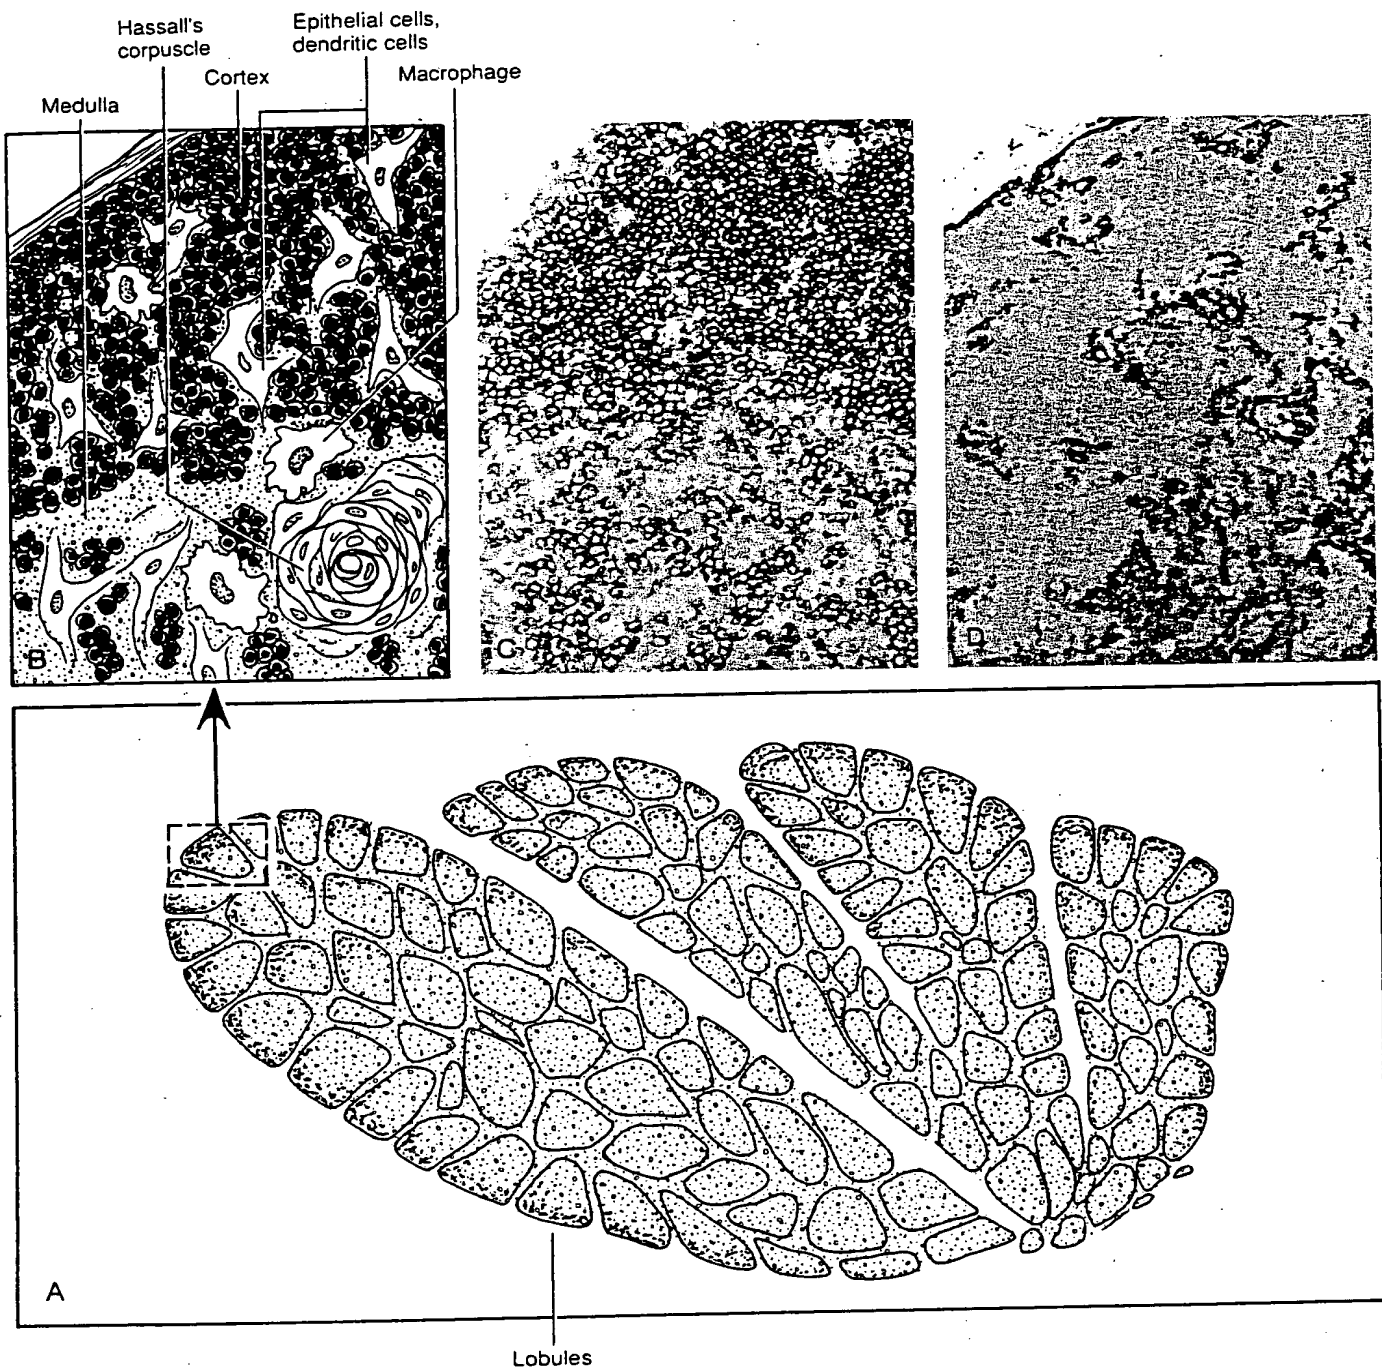 Hassall's
corpuscle
Epithelial cells,
dendritic cells
Cortex
Macrophage
Medulla
B
C
D
A
Lobules